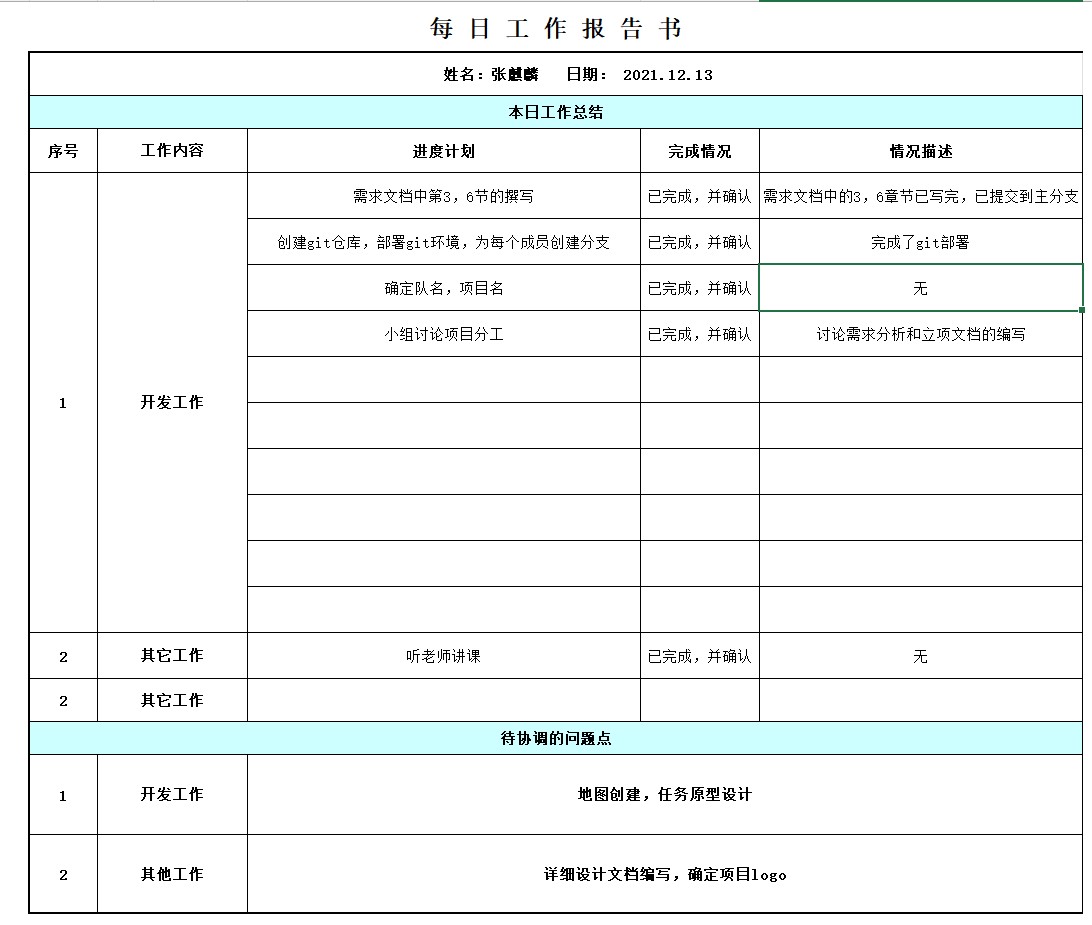 每日工作报告书
姓名：张麒麟 日期： 2021.12.13
本日工作总结
序号 工作内容 进度计划 完成情况 情况描述
需求文档中第3，6节的撰写 已完成，并确认 需求文档中的3，6章节已写完，已提交到主分支
创建git仓库，部署git环境，为每个成员创建分支 已完成，并确认 完成了git部署
确定队名，项目名 已完成，并确认 无
小组讨论项目分工 已完成，并确认 讨论需求分析和立项文档的编写
1 开发工作
2 其它工作 听老师讲课 已完成，并确认 无
2 其它工作
待协调的问题点
1 开发工作 地图创建，任务原型设计
2 其他工作 详细设计文档编写，确定项目logo